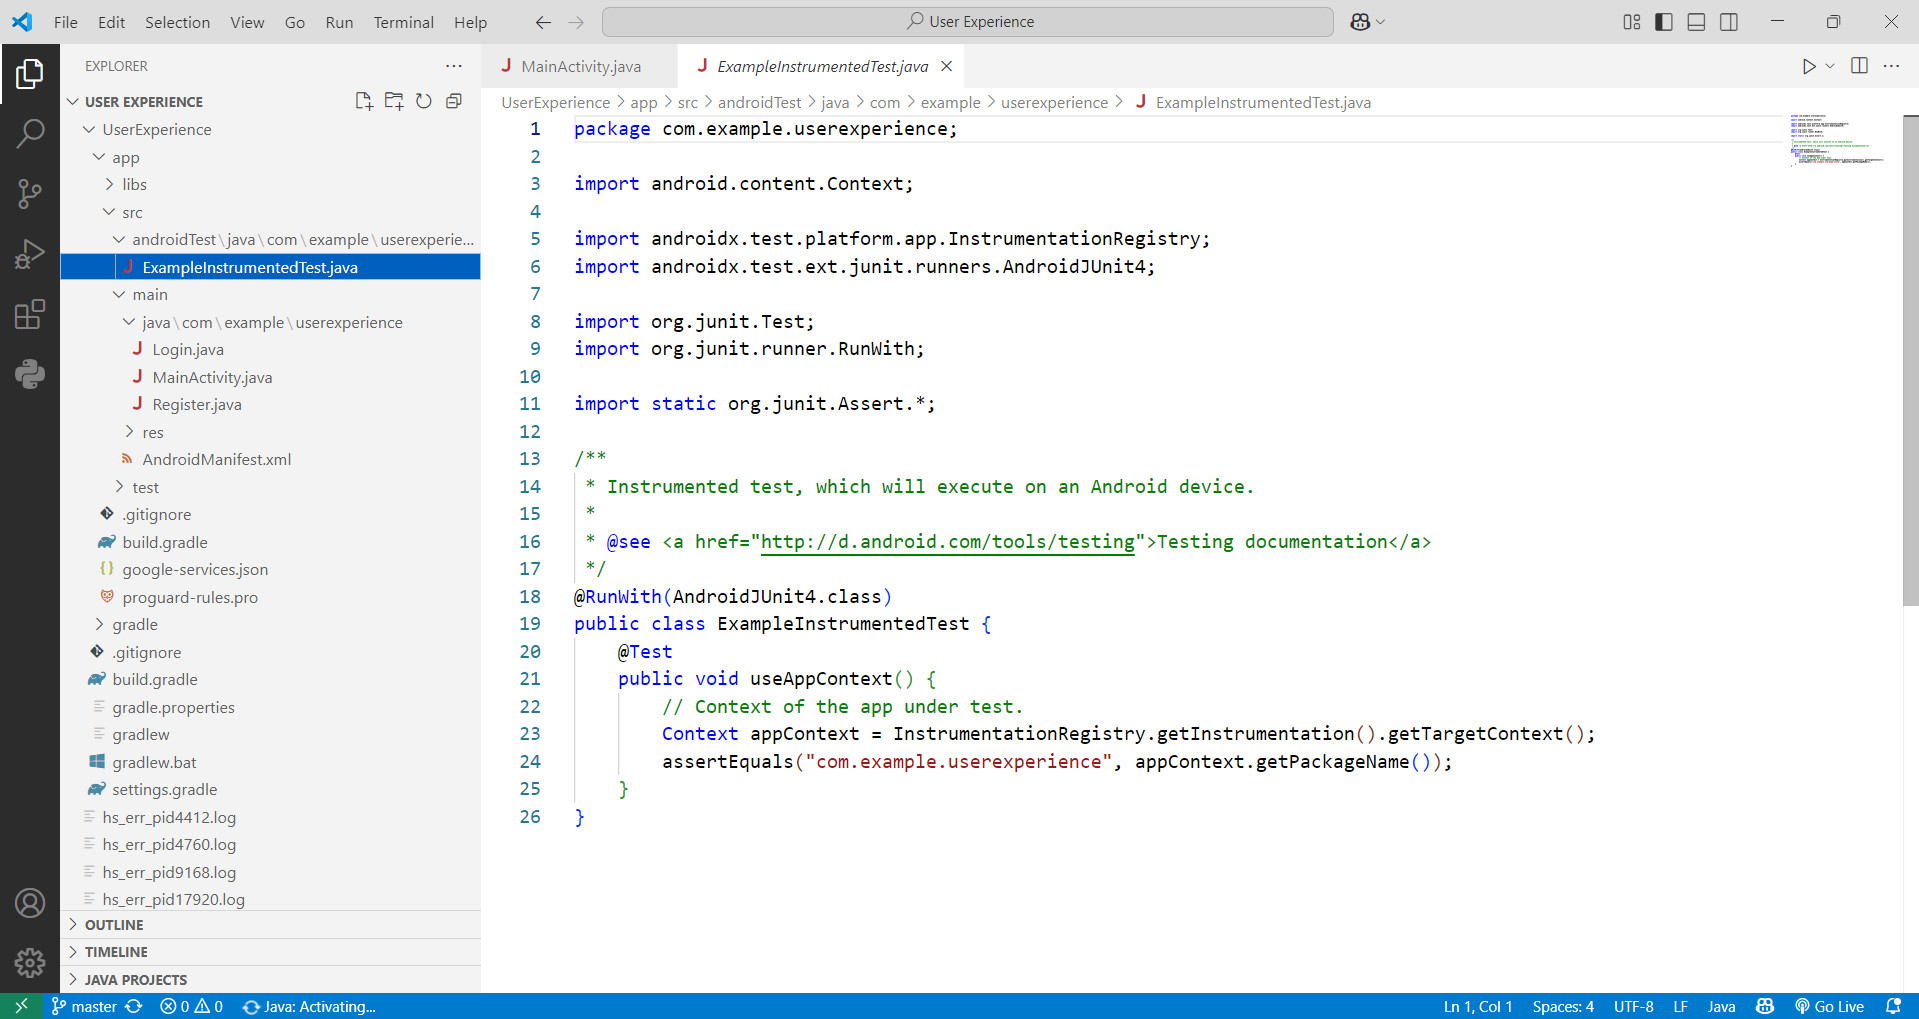 File Edit Selection View Go Run Terminal Help
User Experience
EXPLORER
USER EXPERIENCE
UserExperience
app
libs
src
androidTest\java\com\example\userexperie...
ExampleInstrumentedTest.java
main
java\com\example\userexperience
Login.java
MainActivity.java
Register.java
res
AndroidManifest.xml
test
.gitignore
build.gradle
google-services.json
proguard-rules.pro
gradle
.gitignore
build.gradle
gradle.properties
gradlew
gradlew.bat
settings.gradle
hs_err_pid4412.log
hs_err_pid4760.log
hs_err_pid9168.log
hs_err_pid17920.log
OUTLINE
TIMELINE
JAVA PROJECTS
MainActivity.java
ExampleInstrumentedTest.java
UserExperience > app > src > androidTest > java > com > example > userexperience > ExampleInstrumentedTest.java
1 package com.example.userexperience;
2
3 import android.content.Context;
4
5 import androidx.test.platform.app.InstrumentationRegistry;
6 import androidx.test.ext.junit.runners.AndroidJUnit4;
7
8 import org.junit.Test;
9 import org.junit.runner.RunWith;
10
11 import static org.junit.Assert.*;
12
13 /**
14 * Instrumented test, which will execute on an Android device.
15 *
16 * @see <a href="http://d.android.com/tools/testing">Testing documentation</a>
17 */
18 @RunWith(AndroidJUnit4.class)
19 public class ExampleInstrumentedTest {
20 @Test
21 public void useAppContext() {
22 // Context of the app under test.
23 Context appContext = InstrumentationRegistry.getInstrumentation().getTargetContext();
24 assertEquals("com.example.userexperience", appContext.getPackageName());
25 }
26 }
master 0 0 Java: Activating...
Ln 1, Col 1 Spaces: 4 UTF-8 LF Java Go Live